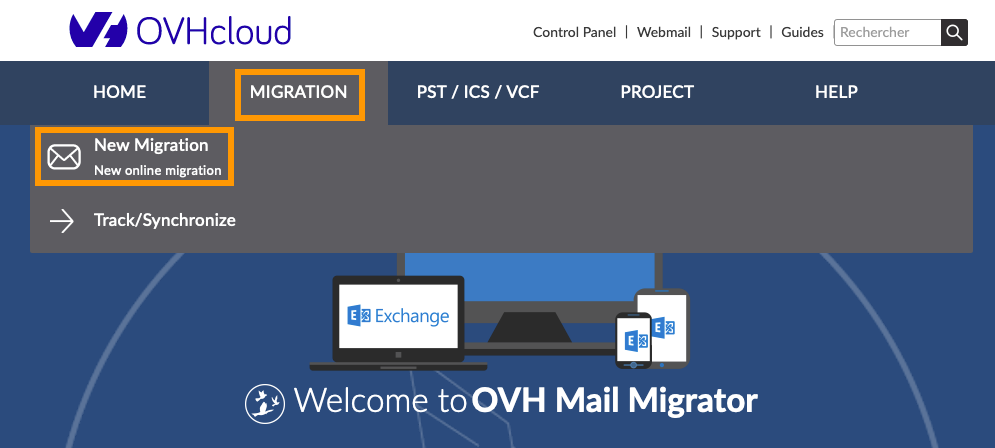 OVHcloud
Control Panel | Webmail | Support | Guides
Rechercher
HOME MIGRATION PST / ICS / VCF PROJECT HELP
New Migration
New online migration
Track/Synchronize
E Exchange
E
E
Welcome to OVH Mail Migrator